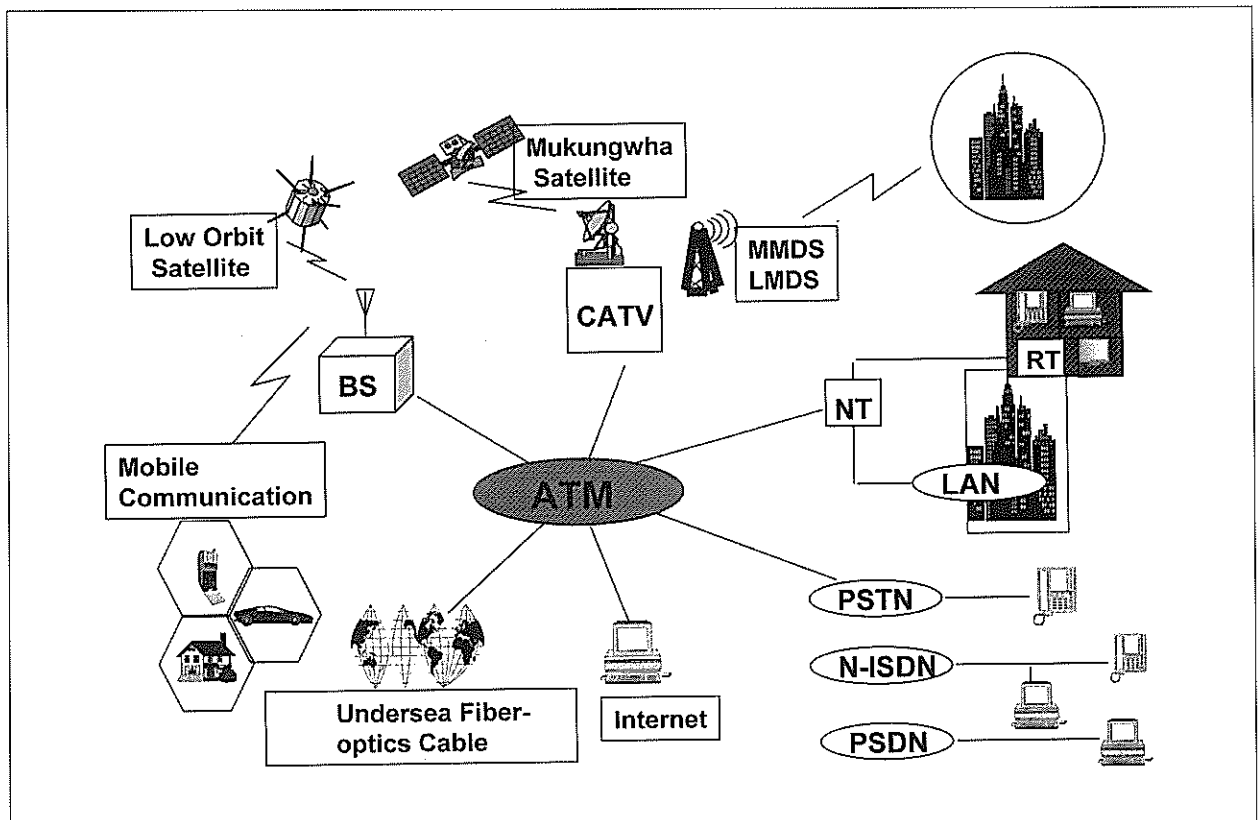 Mukungwha
Satellite
Low Orbit
Satellite
MMDS
LMDS
CATV
BS
RT
NT
Mobile
Communication
ATM
LAN
PSTN
N-ISDN
Undersea Fiber-
optics Cable
Internet
PSDN